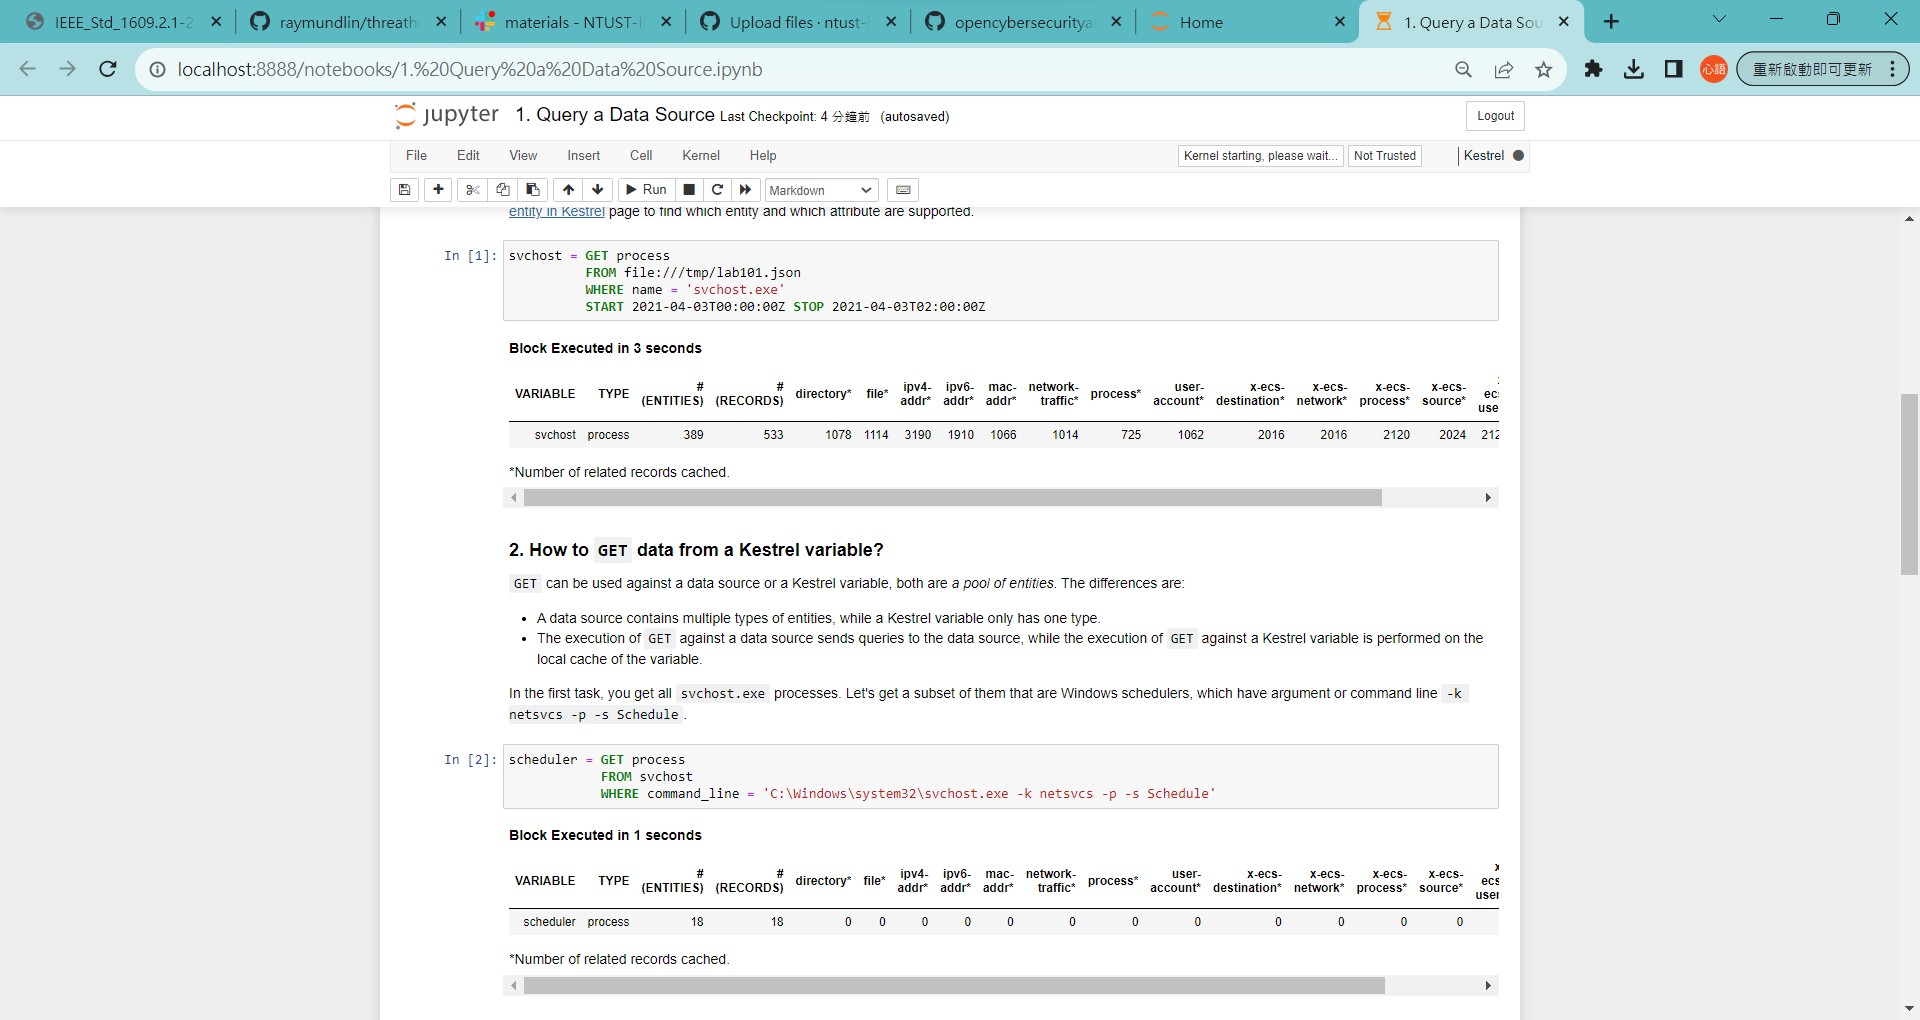 IEEE_Std_1609.2.1-2
raymundlin/threath
materials - NTUST-I
Upload files · ntust-i
opencybersecuritya
Home
1. Query a Data Sou
localhost:8888/notebooks/1.%20Query%20a%20Data%20Source.ipynb
心語
重新啟動即可更新
jupyter 1. Query a Data Source Last Checkpoint: 4 分鐘前 (autosaved)
Logout
File Edit View Insert Cell Kernel Help
Kernel starting, please wait... Not Trusted Kestrel
Run Markdown
entity in Kestrel page to find which entity and which attribute are supported.
In [1]: svchost = GET process
FROM file:///tmp/lab101.json
WHERE name = 'svchost.exe'
START 2021-04-03T00:00:00Z STOP 2021-04-03T02:00:00Z
Block Executed in 3 seconds
VARIABLE TYPE # (ENTITIES) # (RECORDS) directory* file* ipv4-addr* ipv6-addr* mac-addr* network-traffic* process* user-account* x-ecs-destination* x-ecs-network* x-ecs-process* x-ecs-source*
svchost process 389 533 1078 1114 3190 1910 1066 1014 725 1062 2016 2016 2120 2024 212
*Number of related records cached.
2. How to GET data from a Kestrel variable?
GET can be used against a data source or a Kestrel variable, both are a pool of entities. The differences are:
• A data source contains multiple types of entities, while a Kestrel variable only has one type.
• The execution of GET against a data source sends queries to the data source, while the execution of GET against a Kestrel variable is performed on the
local cache of the variable.
In the first task, you get all svchost.exe processes. Let's get a subset of them that are Windows schedulers, which have argument or command line -k
netsvcs -p -s Schedule .
In [2]: scheduler = GET process
FROM svchost
WHERE command_line = 'C:\Windows\system32\svchost.exe -k netsvcs -p -s Schedule'
Block Executed in 1 seconds
VARIABLE TYPE # (ENTITIES) # (RECORDS) directory* file* ipv4-addr* ipv6-addr* mac-addr* network-traffic* process* user-account* x-ecs-destination* x-ecs-network* x-ecs-process* x-ecs-source*
scheduler process 18 18 0 0 0 0 0 0 0 0 0 0 0 0
*Number of related records cached.